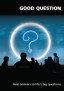 GOOD QUESTION
real answers to life's big questions